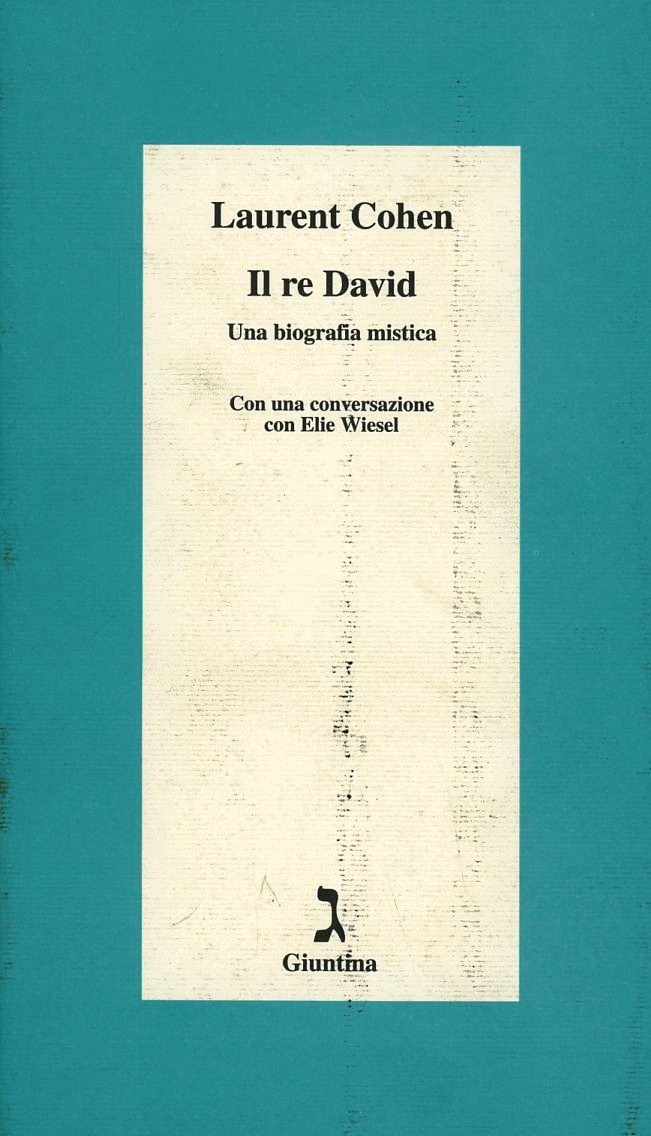 Laurent Cohen
Il re David
Una biografia mistica
Con una conversazione
con Elie Wiesel
ג
Giuntina